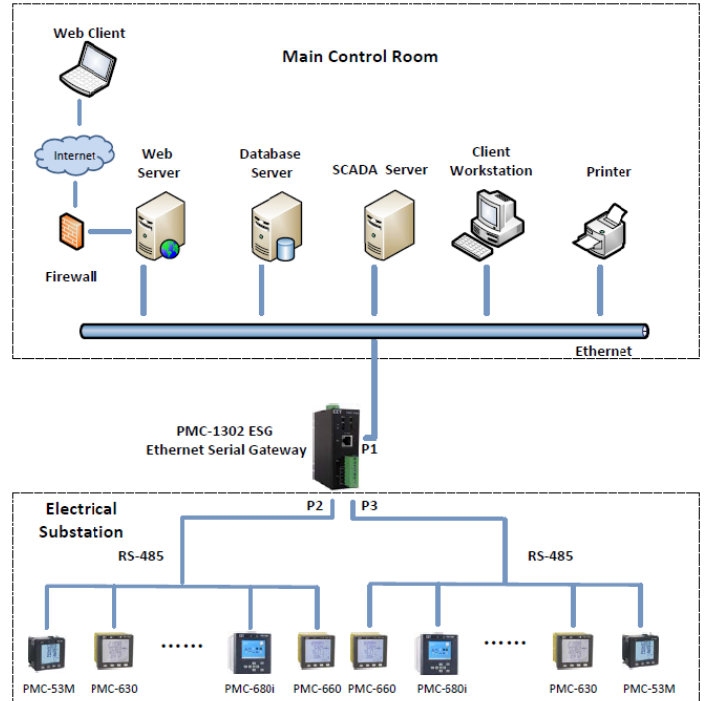 Web Client
Main Control Room
Internet
Web
Server
Database
Server
SCADA Server
Client
Workstation
Printer
Firewall
Ethernet
PMC-1302 ESG
Ethernet Serial Gateway
P1
Electrical
Substation
P2
P3
RS-485
RS-485
......
......
PMC-53M
PMC-630
PMC-680i
PMC-660
PMC-660
PMC-680i
PMC-630
PMC-53M